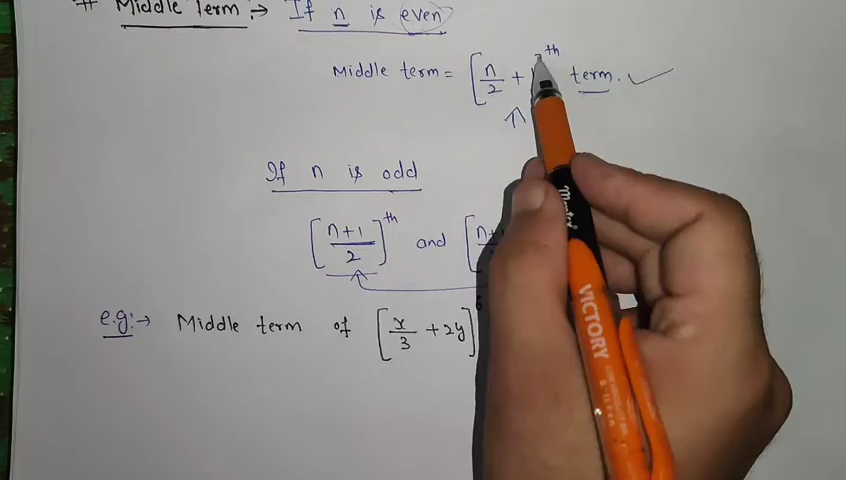 # Middle term :→ If n is even
Middle term = [n/2 + th term. ✓
If n is odd
[n+1/2]th and [n+
e.g:→ Middle term of [x/3 + 2y]
VICTORY